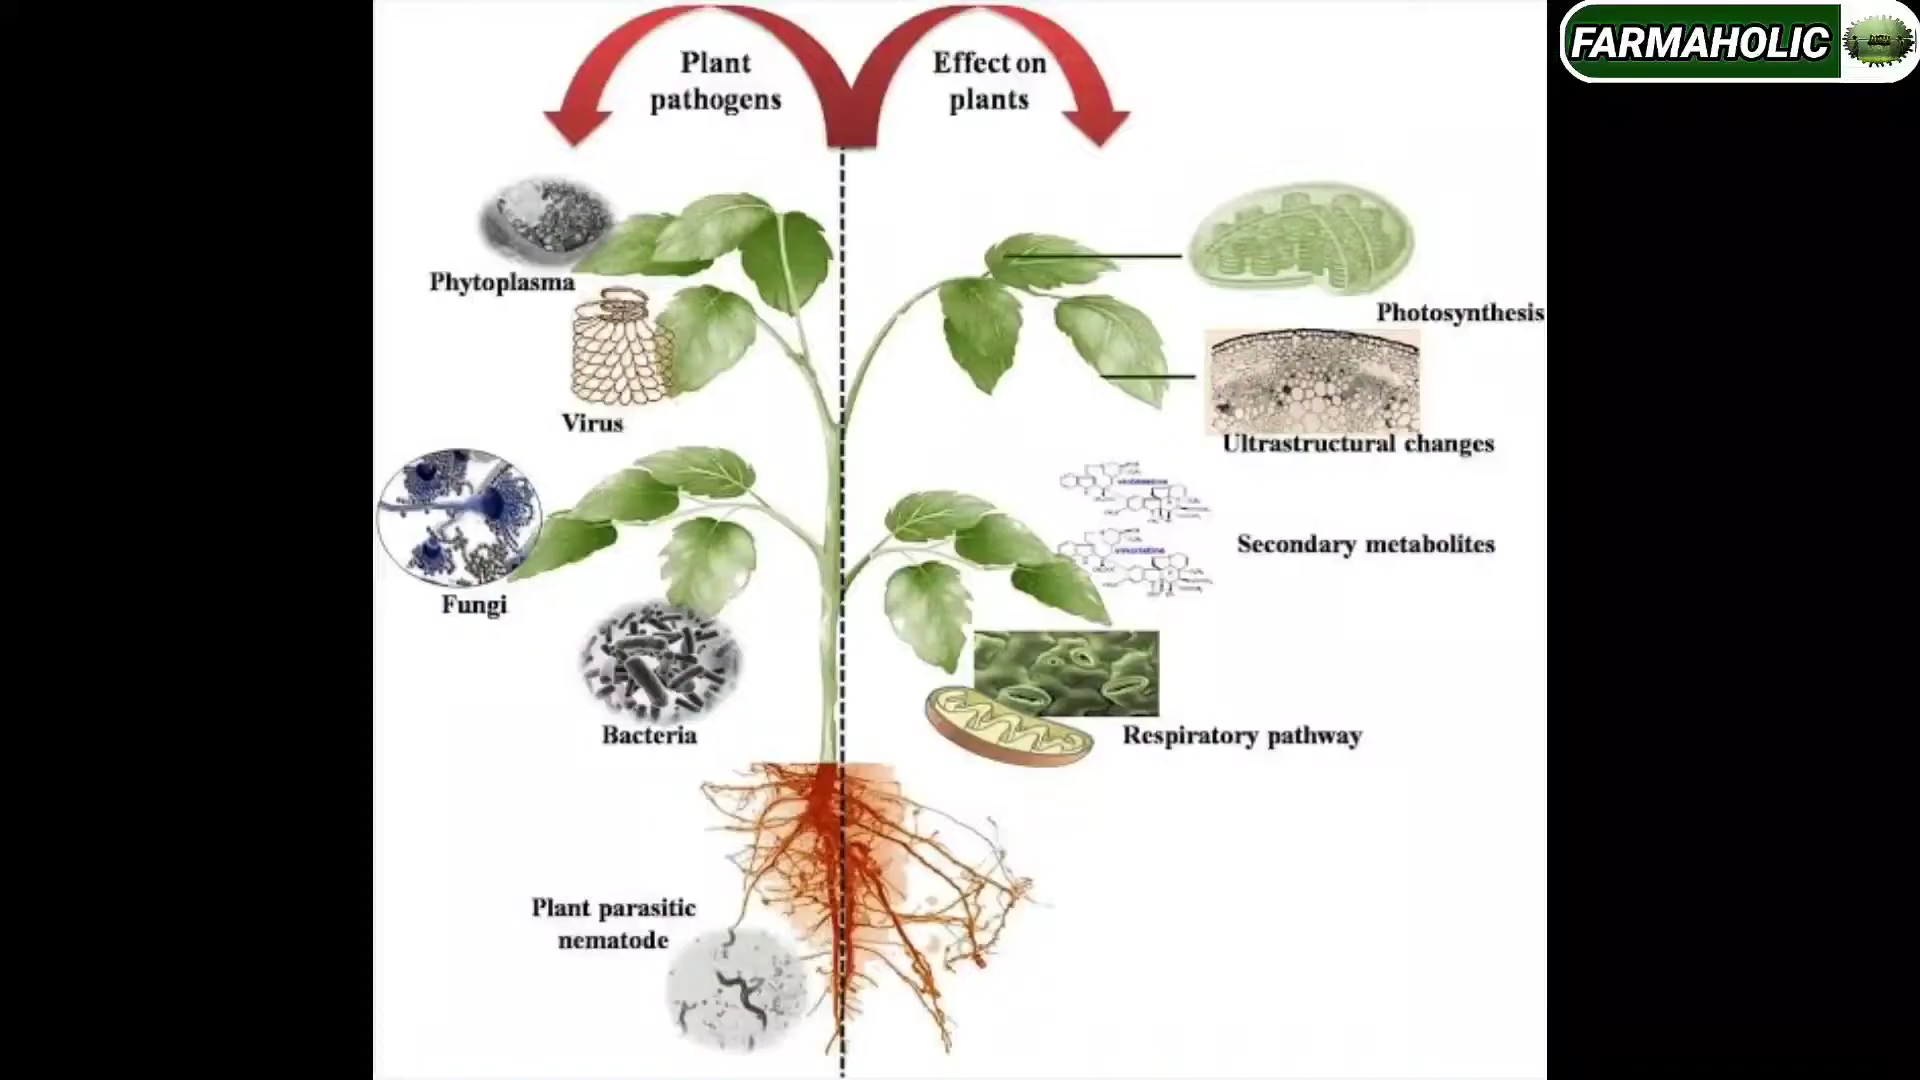 FARMAHOLIC
Plant
pathogens
Effect on
plants
Phytoplasma
Photosynthesis
Virus
Ultrastructural changes
Secondary metabolites
Fungi
Bacteria
Respiratory pathway
Plant parasitic
nematode